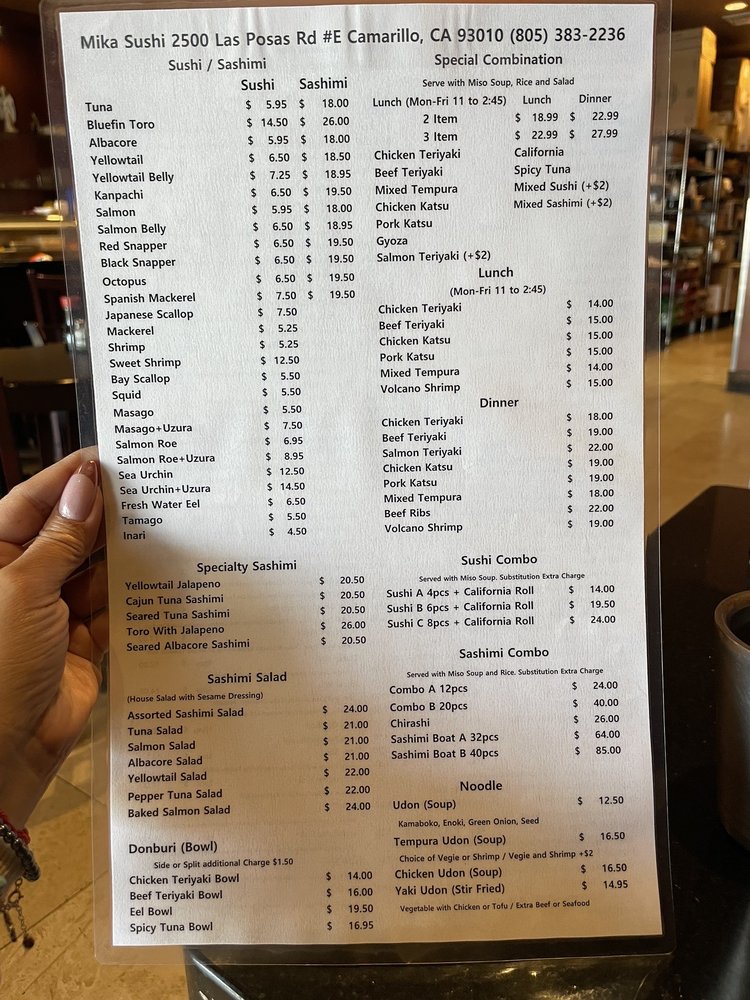 Mika Sushi 2500 Las Posas Rd #E Camarillo, CA 93010 (805) 383-2236
Sushi / Sashimi
Sushi Sashimi
Tuna $ 5.95 $ 18.00
Bluefin Toro $ 14.50 $ 26.00
Albacore $ 5.95 $ 18.00
Yellowtail $ 6.50 $ 18.50
Yellowtail Belly $ 7.25 $ 18.95
Kanpachi $ 6.50 $ 19.50
Salmon $ 5.95 $ 18.00
Salmon Belly $ 6.50 $ 18.95
Red Snapper $ 6.50 $ 19.50
Black Snapper $ 6.50 $ 19.50
Octopus $ 6.50 $ 19.50
Spanish Mackerel $ 7.50 $ 19.50
Japanese Scallop $ 7.50
Mackerel $ 5.25
Shrimp $ 5.25
Sweet Shrimp $ 12.50
Bay Scallop $ 5.50
Squid $ 5.50
Masago $ 5.50
Masago+Uzura $ 7.50
Salmon Roe $ 6.95
Salmon Roe+Uzura $ 8.95
Sea Urchin $ 12.50
Sea Urchin+Uzura $ 14.50
Fresh Water Eel $ 6.50
Tamago $ 5.50
Inari $ 4.50
Specialty Sashimi
Yellowtail Jalapeno $ 20.50
Cajun Tuna Sashimi $ 20.50
Seared Tuna Sashimi $ 20.50
Toro With Jalapeno $ 26.00
Seared Albacore Sashimi $ 20.50
Sashimi Salad
(House Salad with Sesame Dressing)
Assorted Sashimi Salad $ 24.00
Tuna Salad $ 21.00
Salmon Salad $ 21.00
Albacore Salad $ 21.00
Yellowtail Salad $ 22.00
Pepper Tuna Salad $ 22.00
Baked Salmon Salad $ 24.00
Donburi (Bowl)
Side or Split additional Charge $1.50
Chicken Teriyaki Bowl $ 14.00
Beef Teriyaki Bowl $ 16.00
Eel Bowl $ 19.50
Spicy Tuna Bowl $ 16.95
Special Combination
Serve with Miso Soup, Rice and Salad
Lunch (Mon-Fri 11 to 2:45) Lunch Dinner
2 Item $ 18.99 $ 22.99
3 Item $ 22.99 $ 27.99
Chicken Teriyaki California
Beef Teriyaki Spicy Tuna
Mixed Tempura Mixed Sushi (+$2)
Chicken Katsu Mixed Sashimi (+$2)
Pork Katsu
Gyoza
Salmon Teriyaki (+$2)
Lunch
(Mon-Fri 11 to 2:45)
Chicken Teriyaki $ 14.00
Beef Teriyaki $ 15.00
Chicken Katsu $ 15.00
Pork Katsu $ 15.00
Mixed Tempura $ 14.00
Volcano Shrimp $ 15.00
Dinner
Chicken Teriyaki $ 18.00
Beef Teriyaki $ 19.00
Salmon Teriyaki $ 22.00
Chicken Katsu $ 19.00
Pork Katsu $ 19.00
Mixed Tempura $ 18.00
Beef Ribs $ 22.00
Volcano Shrimp $ 19.00
Sushi Combo
Served with Miso Soup. Substitution Extra Charge
Sushi A 4pcs + California Roll $ 14.00
Sushi B 6pcs + California Roll $ 19.50
Sushi C 8pcs + California Roll $ 24.00
Sashimi Combo
Served with Miso Soup and Rice. Substitution Extra Charge
Combo A 12pcs $ 24.00
Combo B 20pcs $ 40.00
Chirashi $ 26.00
Sashimi Boat A 32pcs $ 64.00
Sashimi Boat B 40pcs $ 85.00
Noodle
Udon (Soup) $ 12.50
Kamaboko, Enoki, Green Onion, Seed
Tempura Udon (Soup) $ 16.50
Choice of Vegie or Shrimp / Vegie and Shrimp +$2
Chicken Udon (Soup) $ 16.50
Yaki Udon (Stir Fried) $ 14.95
Vegetable with Chicken or Tofu / Extra Beef or Seafood